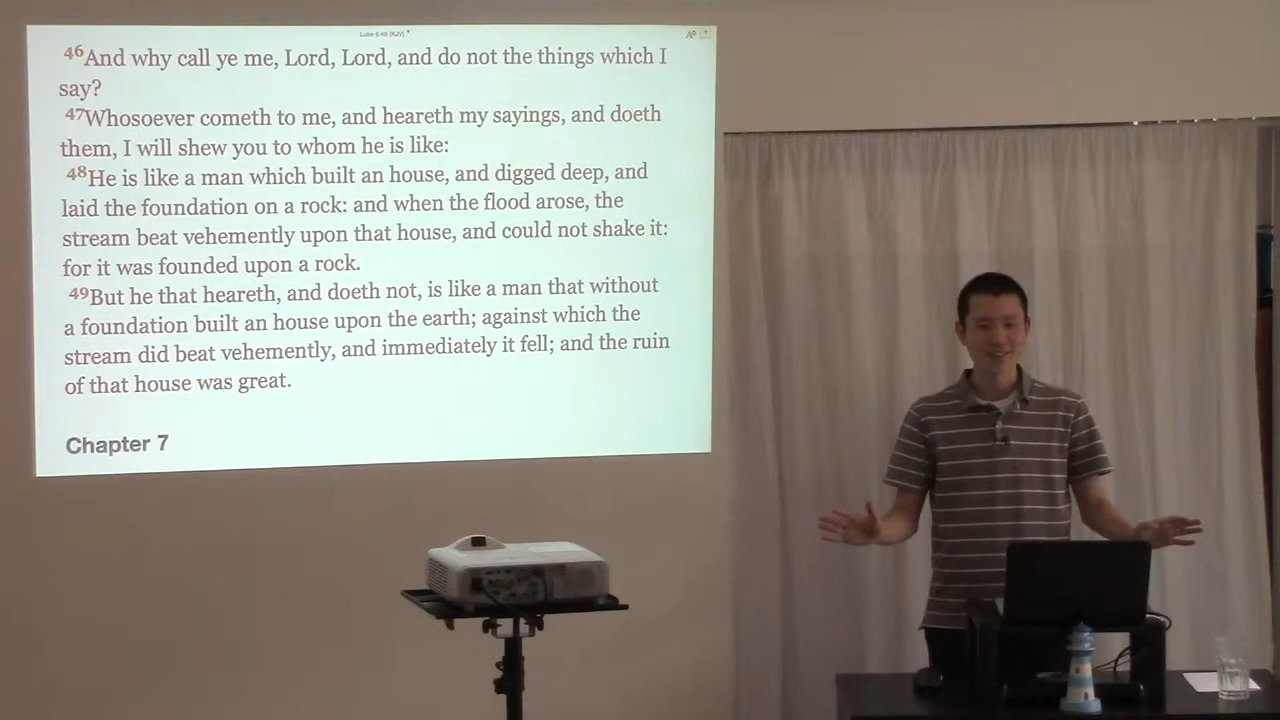 Luke 6:46 (KJV)
46And why call ye me, Lord, Lord, and do not the things which I
say?
47Whosoever cometh to me, and heareth my sayings, and doeth
them, I will shew you to whom he is like:
48He is like a man which built an house, and digged deep, and
laid the foundation on a rock: and when the flood arose, the
stream beat vehemently upon that house, and could not shake it:
for it was founded upon a rock.
49But he that heareth, and doeth not, is like a man that without
a foundation built an house upon the earth; against which the
stream did beat vehemently, and immediately it fell; and the ruin
of that house was great.
Chapter 7